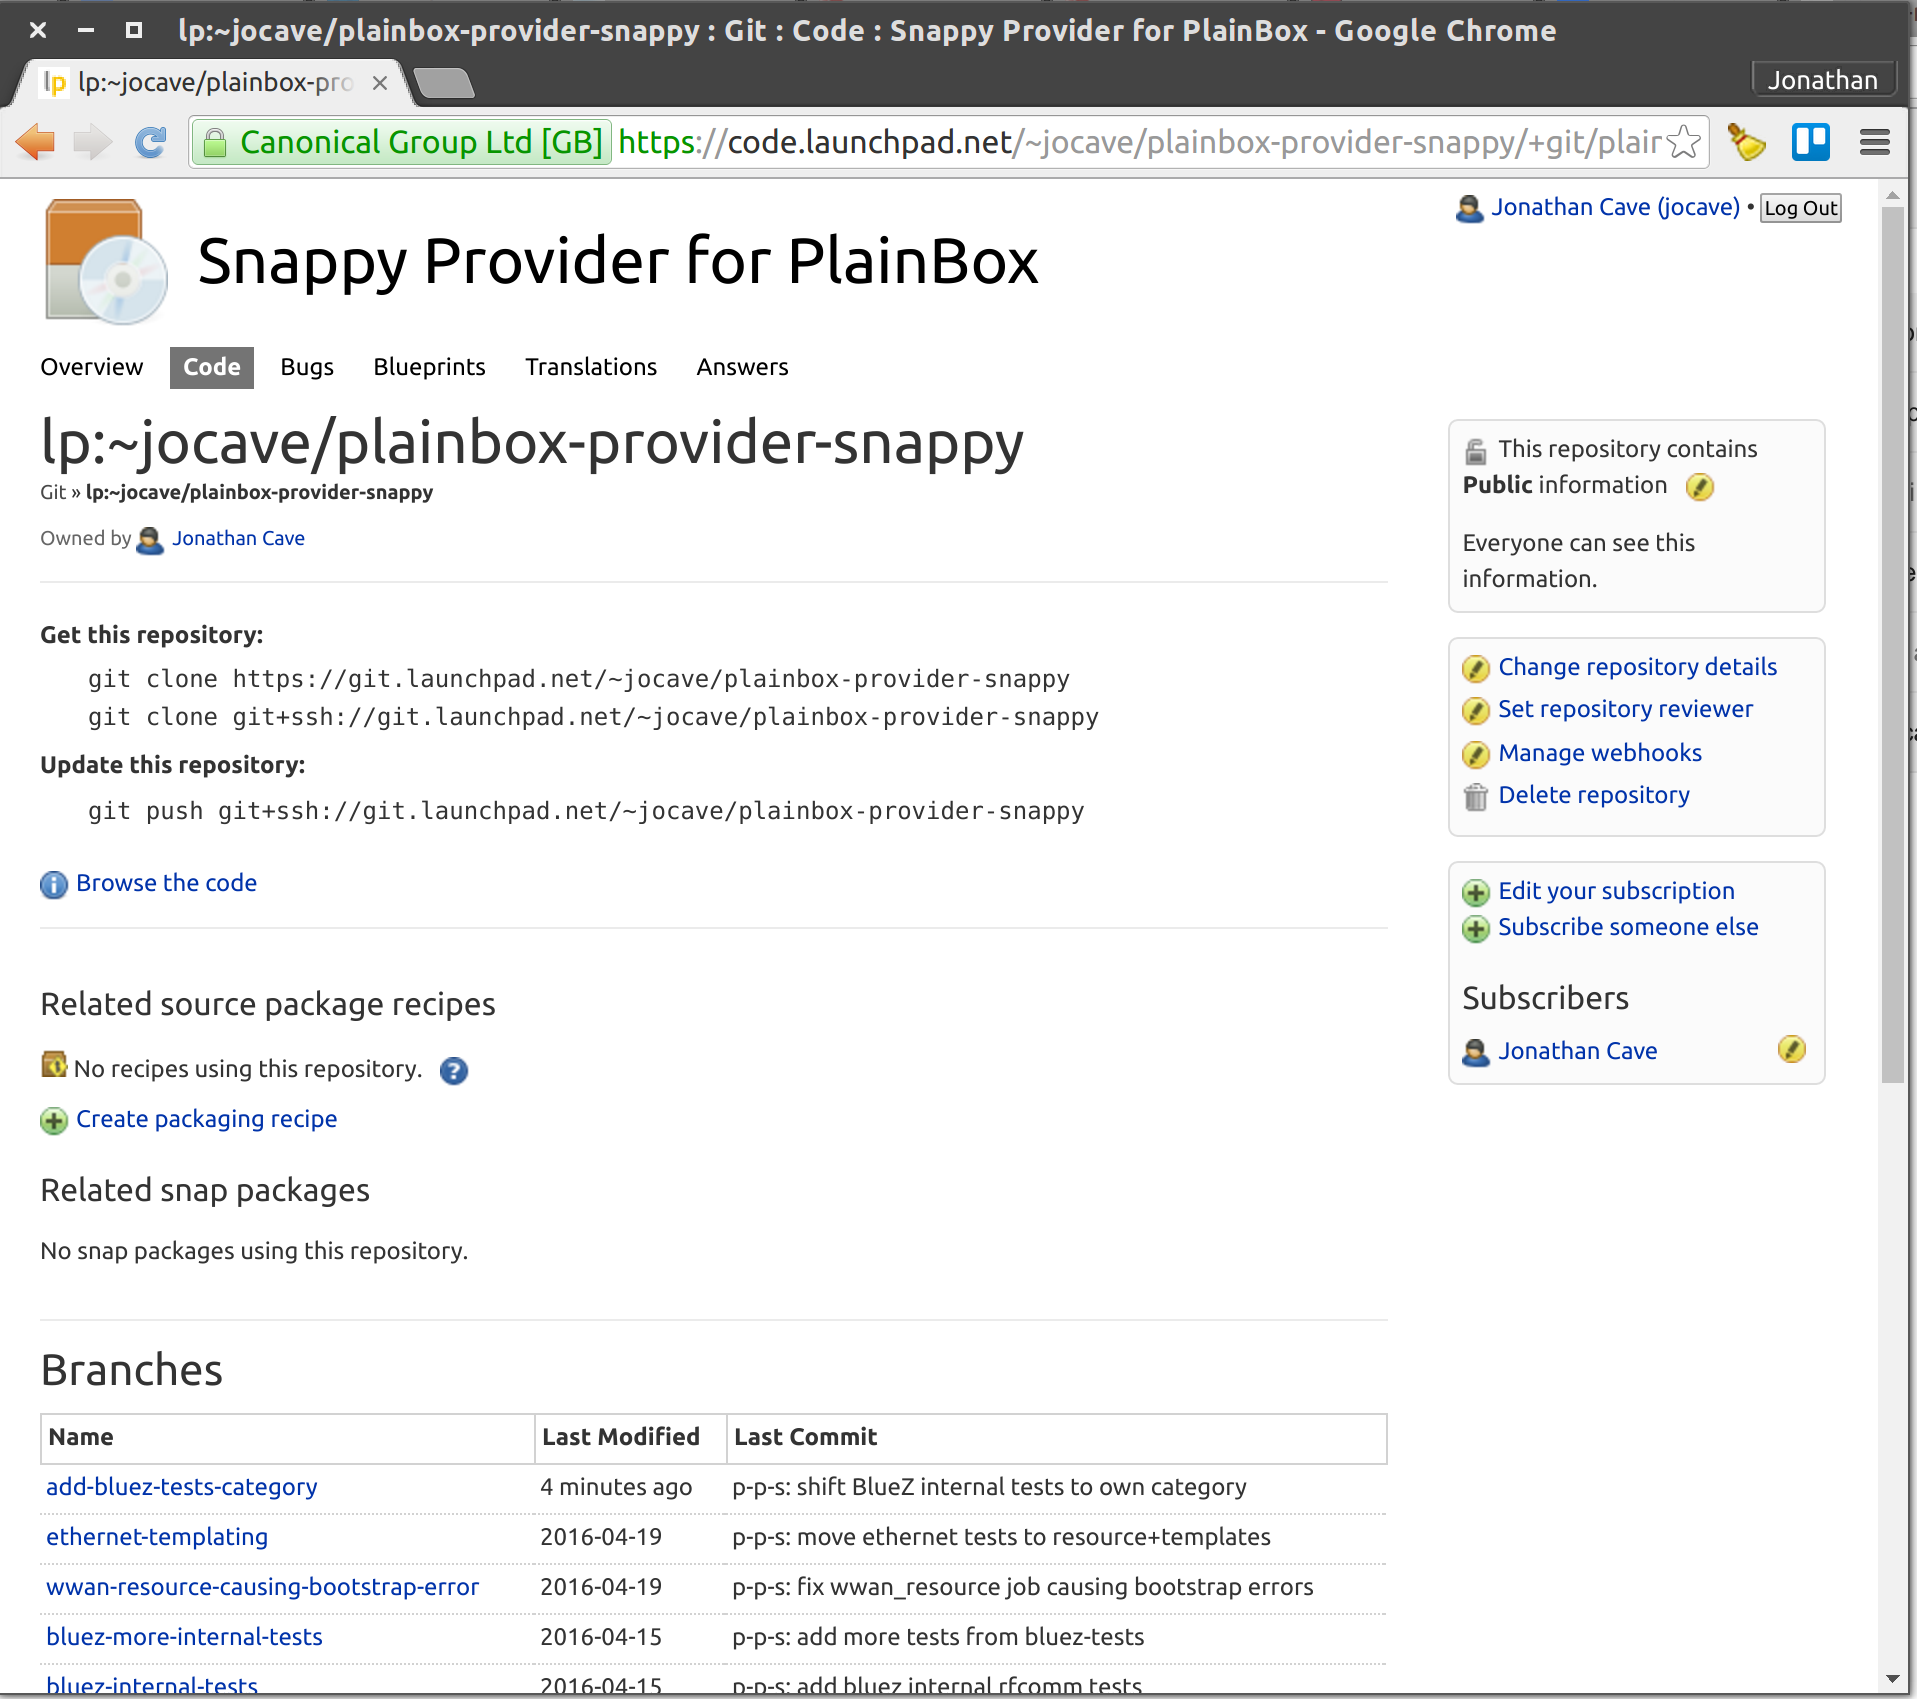 lp:~jocave/plainbox-provider-snappy : Git : Code : Snappy Provider for PlainBox - Google Chrome
lp lp:~jocave/plainbox-pro
Jonathan
Canonical Group Ltd [GB] https://code.launchpad.net/~jocave/plainbox-provider-snappy/+git/plair
Jonathan Cave (jocave) • Log Out
Snappy Provider for PlainBox
Overview Code Bugs Blueprints Translations Answers
lp:~jocave/plainbox-provider-snappy
Git » lp:~jocave/plainbox-provider-snappy
Owned by Jonathan Cave
Get this repository:
git clone https://git.launchpad.net/~jocave/plainbox-provider-snappy
git clone git+ssh://git.launchpad.net/~jocave/plainbox-provider-snappy
Update this repository:
git push git+ssh://git.launchpad.net/~jocave/plainbox-provider-snappy
Browse the code
Related source package recipes
No recipes using this repository.
Create packaging recipe
Related snap packages
No snap packages using this repository.
Branches
Name Last Modified Last Commit
add-bluez-tests-category 4 minutes ago p-p-s: shift BlueZ internal tests to own category
ethernet-templating 2016-04-19 p-p-s: move ethernet tests to resource+templates
wwan-resource-causing-bootstrap-error 2016-04-19 p-p-s: fix wwan_resource job causing bootstrap errors
bluez-more-internal-tests 2016-04-15 p-p-s: add more tests from bluez-tests
bluez-internal-tests 2016-04-15 p-p-s: add bluez internal rfcomm tests
This repository contains
Public information
Everyone can see this
information.
Change repository details
Set repository reviewer
Manage webhooks
Delete repository
Edit your subscription
Subscribe someone else
Subscribers
Jonathan Cave